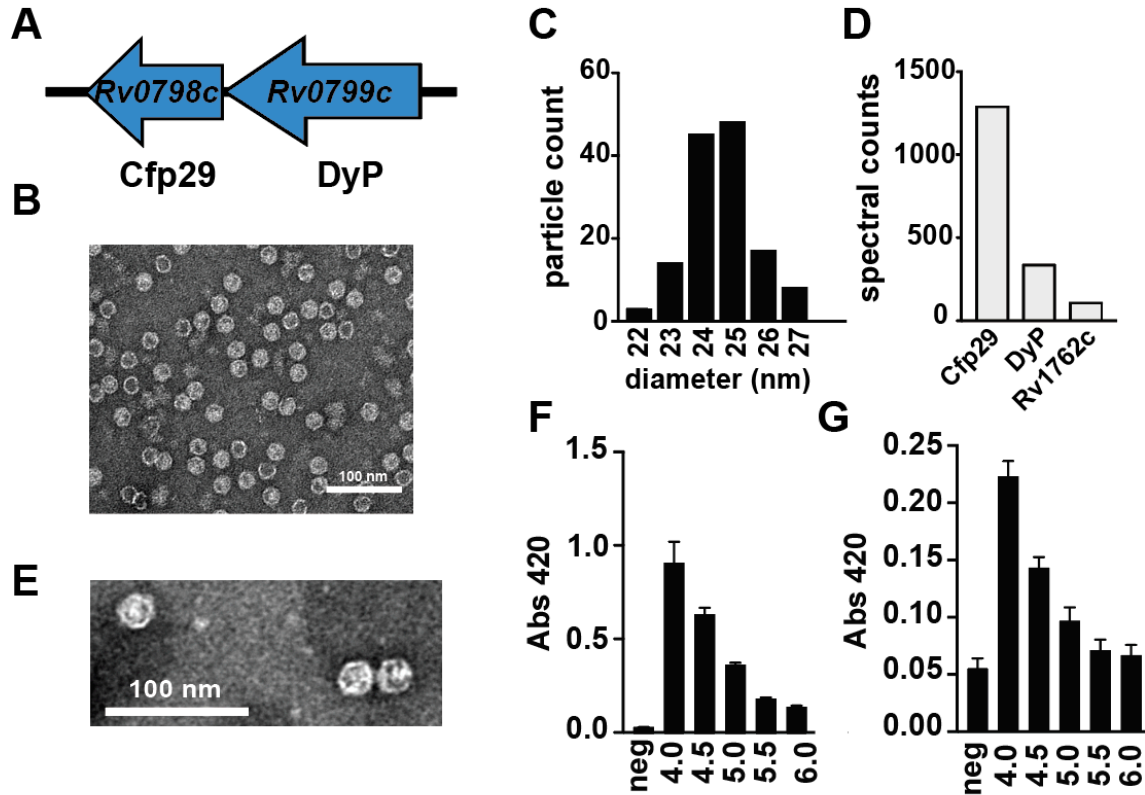 A
Rv0798c Rv0799c
Cfp29 DyP
B
100 nm
C
60
40
20
0
particle count
22 23 24 25 26 27
diameter (nm)
D
1500
1000
500
0
spectral counts
Cfp29 DyP Rv1762c
E
100 nm
F
1.5
1.0
0.5
0.0
Abs 420
neg 4.0 4.5 5.0 5.5 6.0
G
0.25
0.20
0.15
0.10
0.05
0.00
Abs 420
neg 4.0 4.5 5.0 5.5 6.0